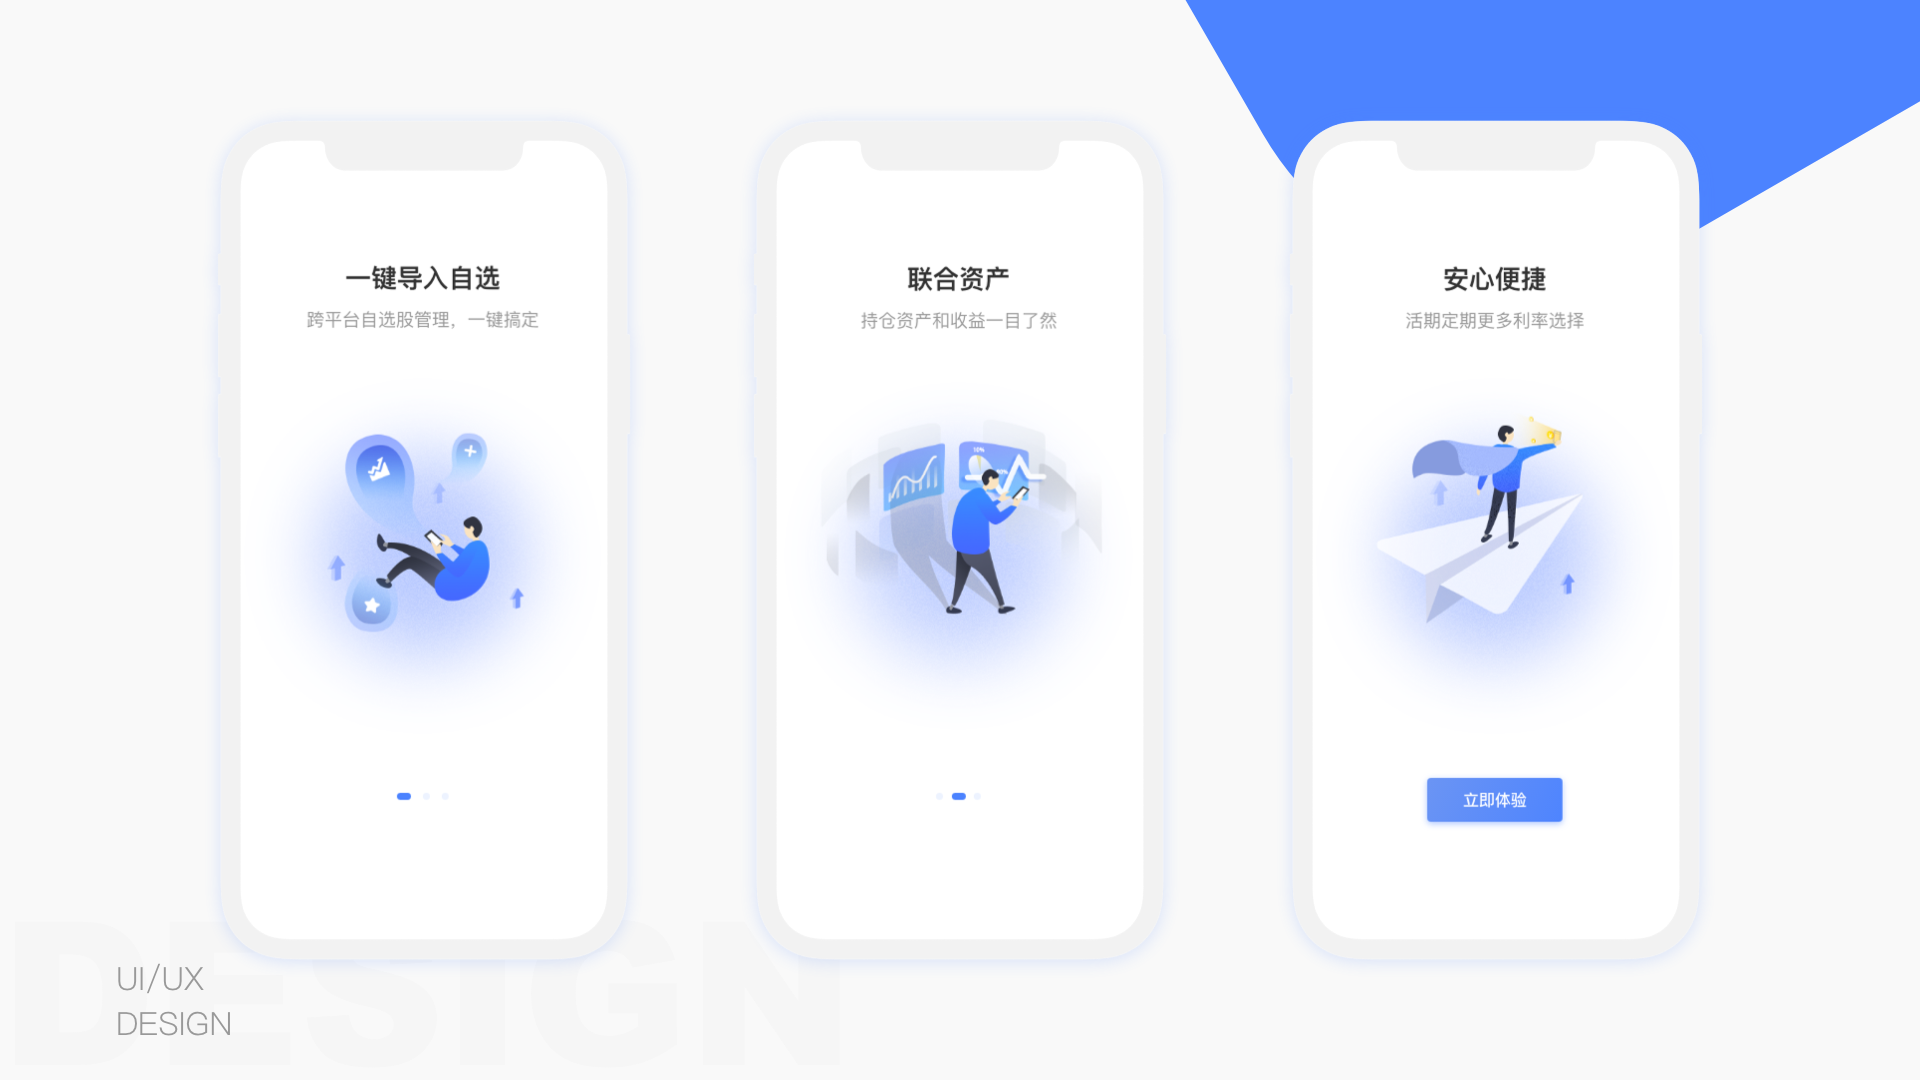 一键导入自选
跨平台自选股管理，一键搞定
联合资产
持仓资产和收益一目了然
安心便捷
活期定期更多利率选择
立即体验
DESIGN
UI/UX
DESIGN